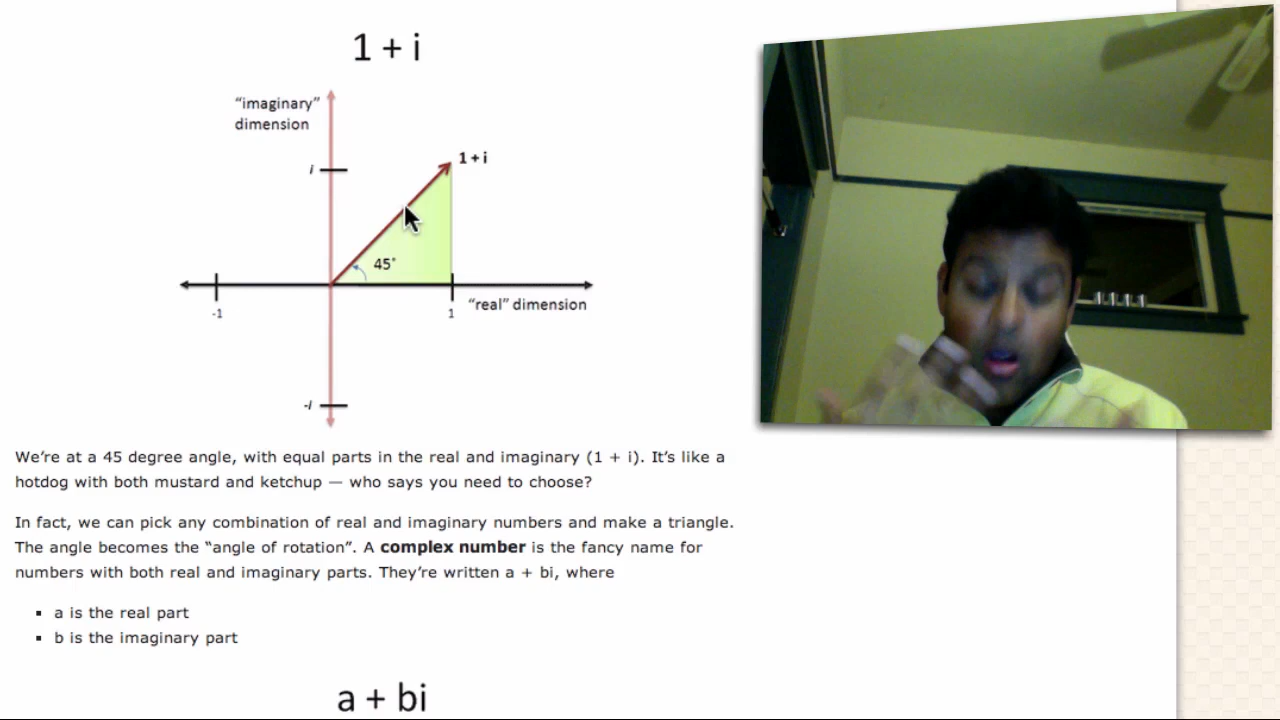 1 + i
“imaginary”
dimension
1 + i
i
45°
-1
1
“real” dimension
-i
We’re at a 45 degree angle, with equal parts in the real and imaginary (1 + i). It’s like a
hotdog with both mustard and ketchup — who says you need to choose?
In fact, we can pick any combination of real and imaginary numbers and make a triangle.
The angle becomes the “angle of rotation”. A complex number is the fancy name for
numbers with both real and imaginary parts. They’re written a + bi, where
▪ a is the real part
▪ b is the imaginary part
a + bi